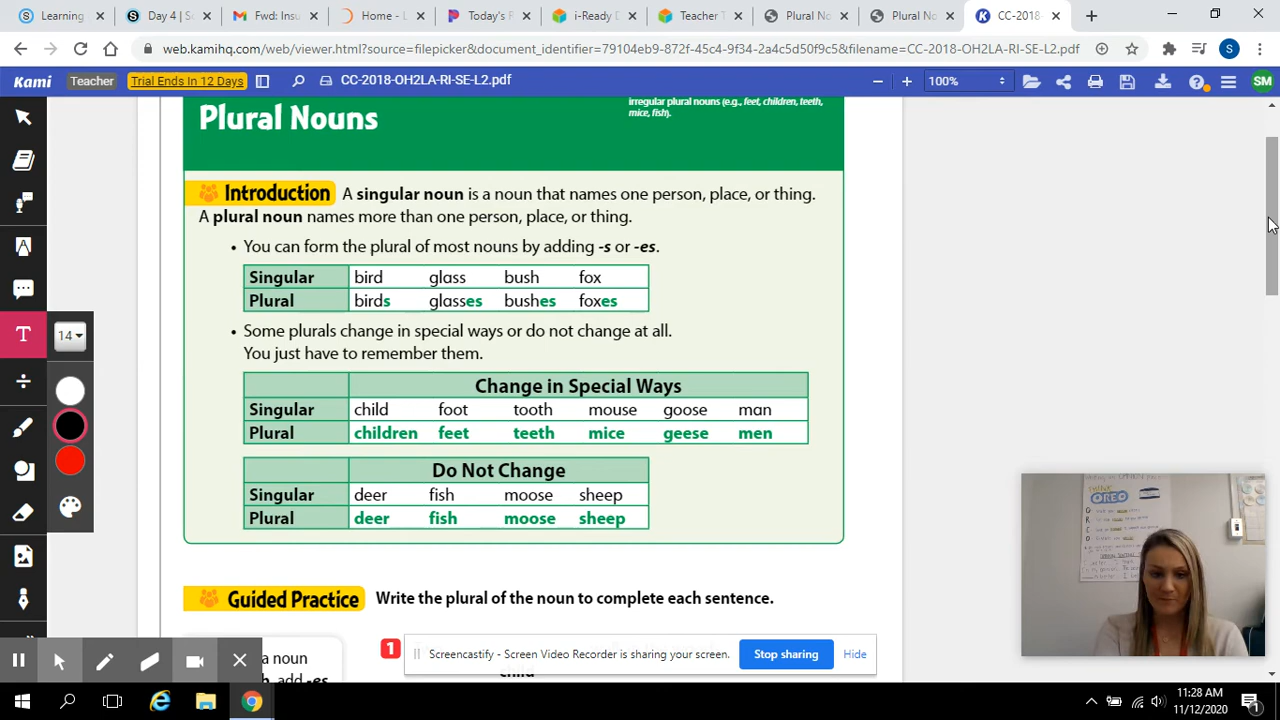 Learning
Day 4 | S
Fwd: Insu
Home - L
Today's R
i-Ready D
Teacher T
Plural No
Plural No
CC-2018-
web.kamihq.com/web/viewer.html?source=filepicker&document_identifier=79104eb9-872f-45c4-9f34-2a4c5d50f9c5&filename=CC-2018-OH2LA-RI-SE-L2.pdf
S
Kami
Teacher
Trial Ends In 12 Days
CC-2018-OH2LA-RI-SE-L2.pdf
100%
SM
Plural Nouns
irregular plural nouns (e.g., feet, children, teeth,
mice, fish).
Introduction A singular noun is a noun that names one person, place, or thing.
A plural noun names more than one person, place, or thing.
• You can form the plural of most nouns by adding -s or -es.
Singular bird glass bush fox
Plural birds glasses bushes foxes
• Some plurals change in special ways or do not change at all.
You just have to remember them.
Change in Special Ways
Singular child foot tooth mouse goose man
Plural children feet teeth mice geese men
Do Not Change
Singular deer fish moose sheep
Plural deer fish moose sheep
Guided Practice Write the plural of the noun to complete each sentence.
1
child
a noun
h, add -es
T
14
A
OREO
Screencastify - Screen Video Recorder is sharing your screen.
Stop sharing
Hide
11:28 AM
11/12/2020